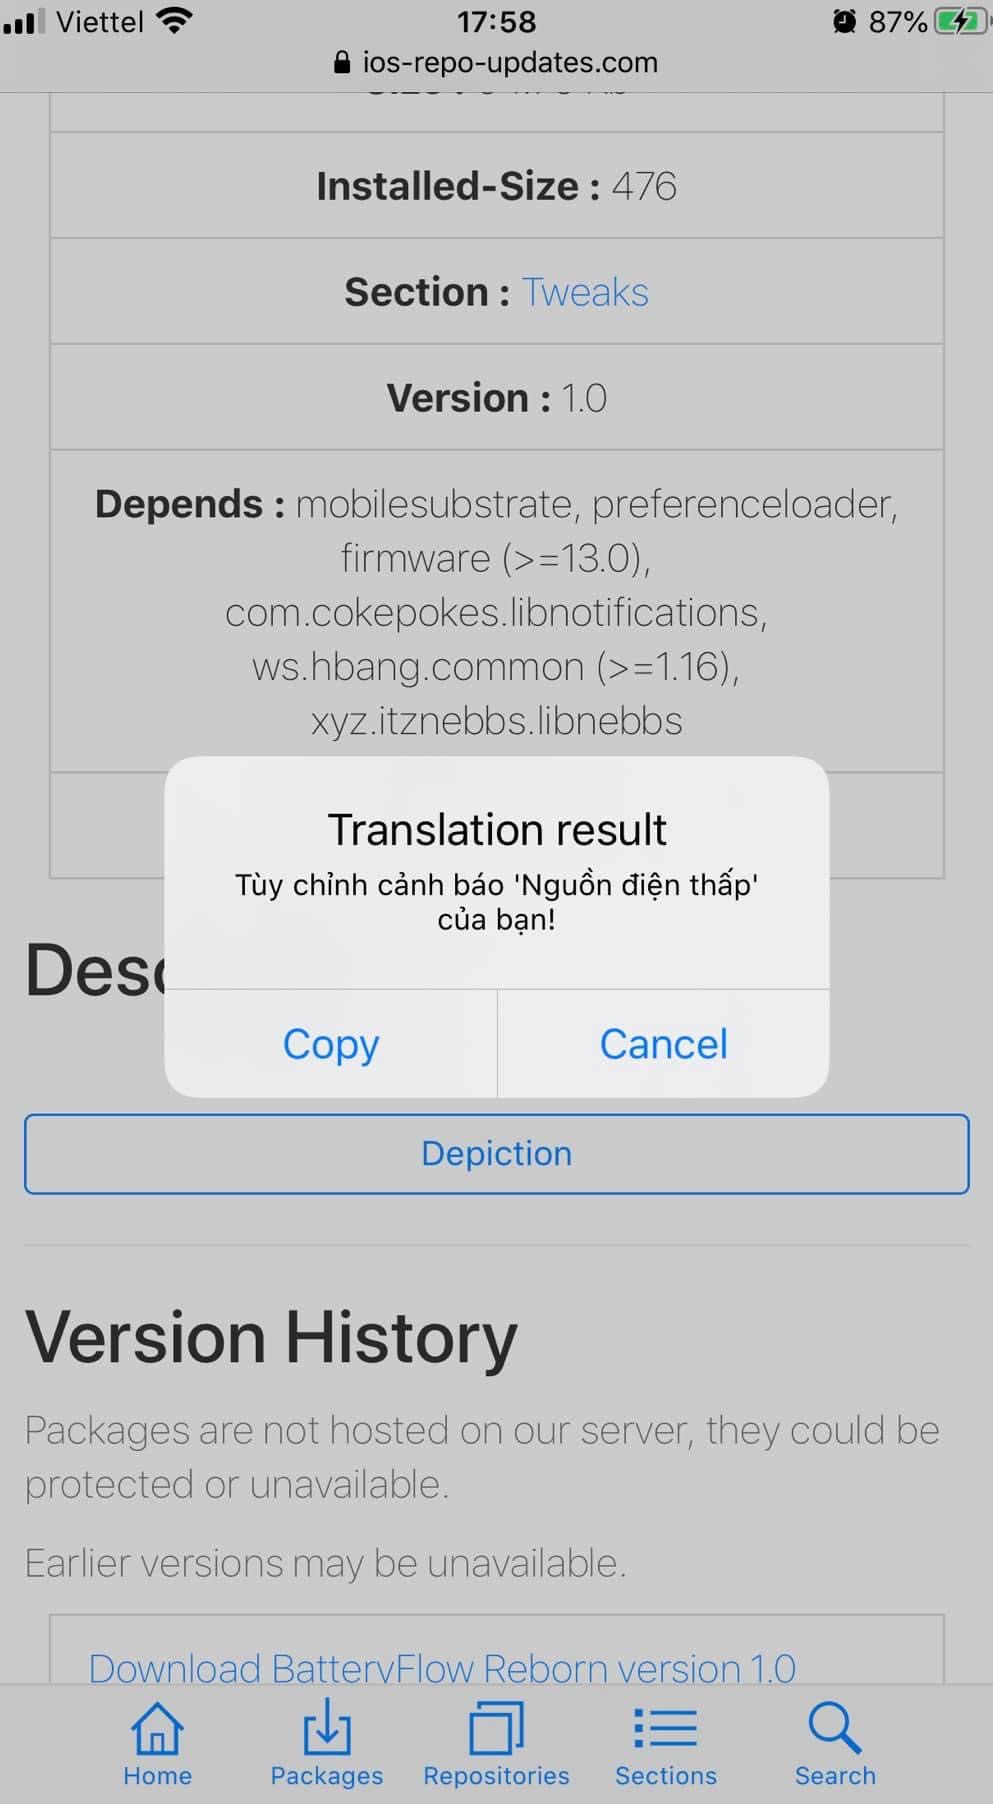 Viettel 17:58 87%
ios-repo-updates.com
Installed-Size : 476
Section : Tweaks
Version : 1.0
Depends : mobilesubstrate, preferenceloader,
firmware (>=13.0),
com.cokepokes.libnotifications,
ws.hbang.common (>=1.16),
xyz.itznebbs.libnebbs
Translation result
Tùy chỉnh cảnh báo 'Nguồn điện thấp'
của bạn!
Copy Cancel
Depiction
Version History
Packages are not hosted on our server, they could be
protected or unavailable.
Earlier versions may be unavailable.
Download BatteryFlow Reborn version 1.0
Home Packages Repositories Sections Search